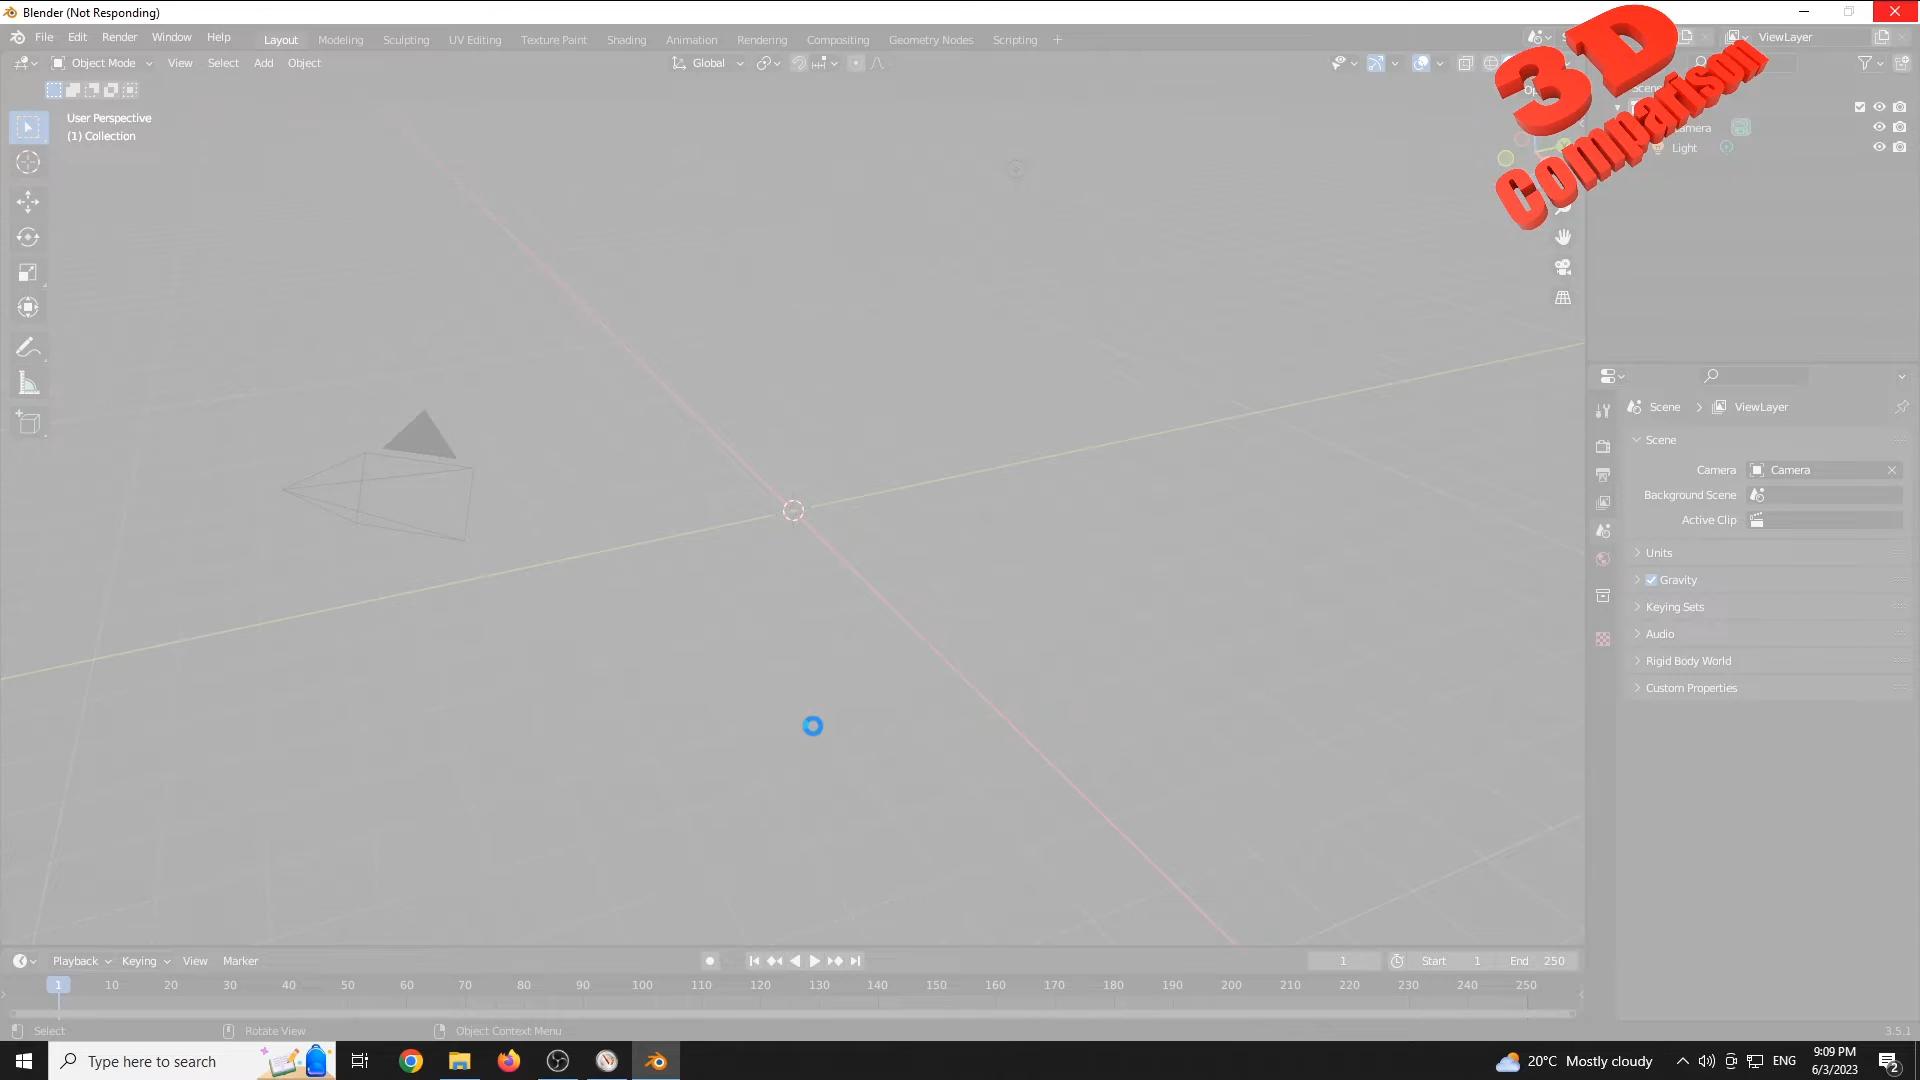 Blender (Not Responding)
File Edit Render Window Help Layout Modeling Sculpting UV Editing Texture Paint Shading Animation Rendering Compositing Geometry Nodes Scripting + ViewLayer
Object Mode View Select Add Object Global
3D
Comparison
User Perspective
(1) Collection
Light
Scene > ViewLayer
Scene
Camera Camera
Background Scene
Active Clip
Units
Gravity
Keying Sets
Audio
Rigid Body World
Custom Properties
Playback Keying View Marker 1 Start 1 End 250
1 10 20 30 40 50 60 70 80 90 100 110 120 130 140 150 160 170 180 190 200 210 220 230 240 250
Select Rotate View Object Context Menu 3.5.1
Type here to search 20°C Mostly cloudy ENG 9:09 PM
6/3/2023 2